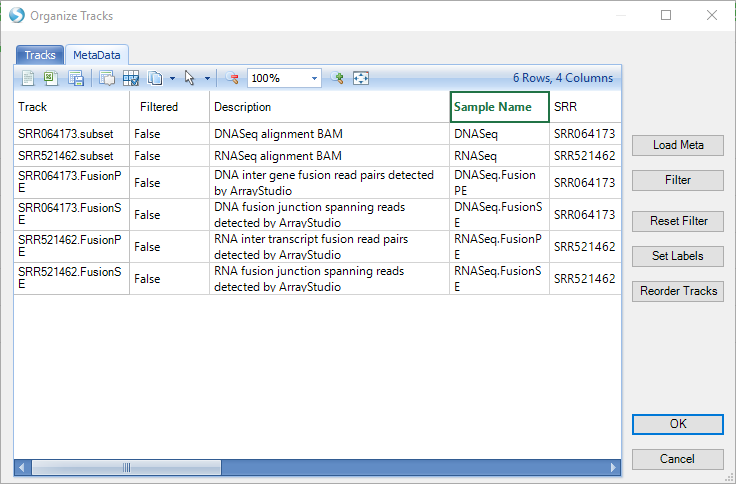 Organize Tracks
Tracks MetaData
100% 6 Rows, 4 Columns
Track Filtered Description Sample Name SRR
SRR064173.subset False DNASeq alignment BAM DNASeq SRR064173
SRR521462.subset False RNASeq alignment BAM RNASeq SRR521462
SRR064173.FusionP
E False DNA inter gene fusion read pairs detected
by ArrayStudio DNASeq.Fusion
PE SRR064173
SRR064173.FusionS
E False DNA fusion junction spanning reads
detected by ArrayStudio DNASeq.FusionS
E SRR064173
SRR521462.FusionP
E False RNA inter transcript fusion read pairs
detected by ArrayStudio RNASeq.FusionP
E SRR521462
SRR521462.FusionS
E False RNA fusion junction spanning reads
detected by ArrayStudio RNASeq.FusionS
E SRR521462
Load Meta
Filter
Reset Filter
Set Labels
Reorder Tracks
OK
Cancel